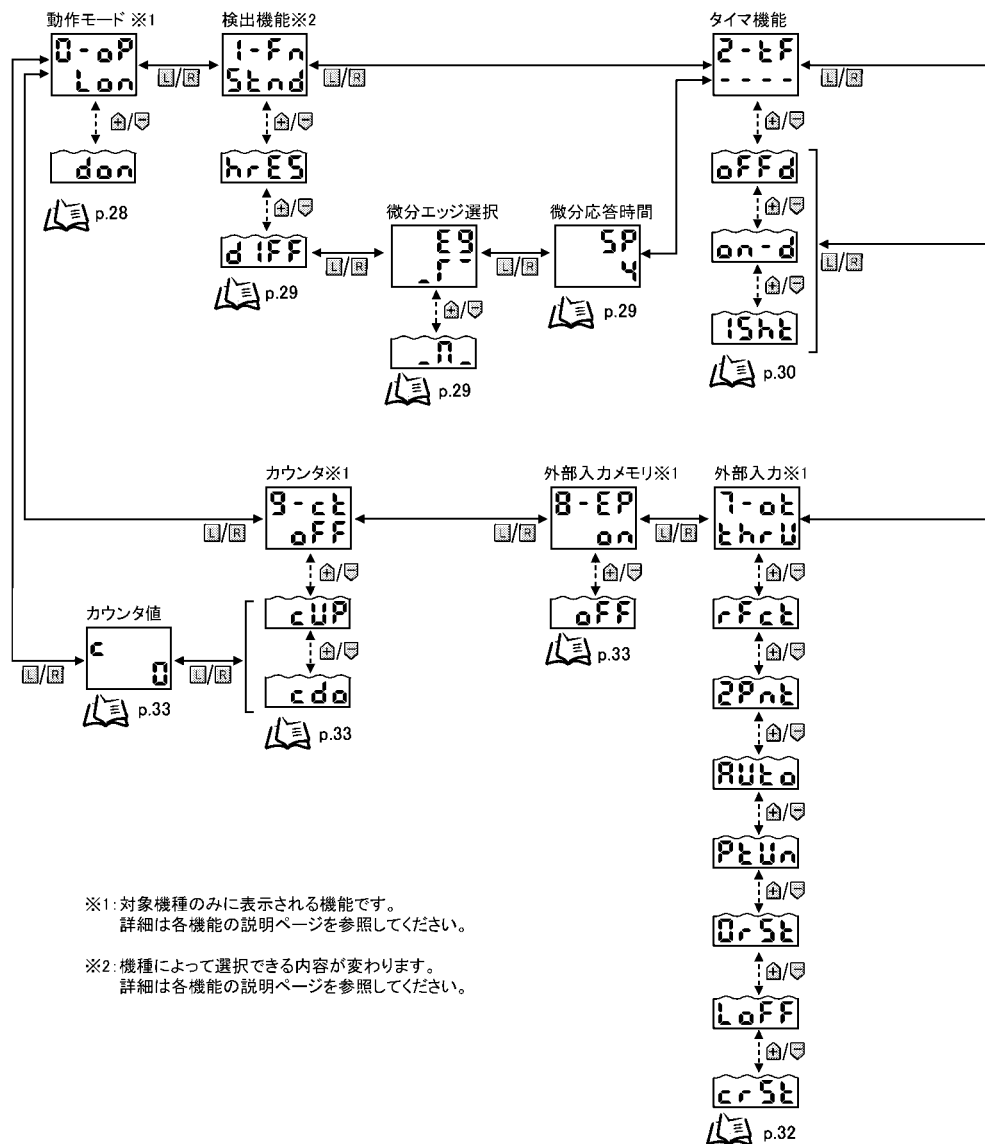 動作モード ※1
0-oP
Lon
L/R
+/-
don
p.28
検出機能※2
1-Fn
Stnd
L/R
+/-
hrES
+/-
dIFF
L/R
p.29
微分エッジ選択
Eg
L/R
+/-
p.29
微分応答時間
SP
4
p.29
タイマ機能
2-tF
----
L/R
+/-
oFFd
+/-
on-d
L/R
+/-
1Sht
p.30
カウンタ※1
9-ct
oFF
L/R
+/-
cUP
+/-
cdo
p.33
カウンタ値
c
0
L/R
L/R
p.33
外部入力メモリ※1
8-EP
on
L/R
L/R
+/-
oFF
p.33
外部入力※1
7-ot
thrU
+/-
rFct
+/-
2Pnt
+/-
AUto
+/-
PtUn
+/-
0rSt
+/-
LoFF
+/-
crSt
p.32
※1:対象機種のみに表示される機能です。
詳細は各機能の説明ページを参照してください。
※2:機種によって選択できる内容が変わります。
詳細は各機能の説明ページを参照してください。